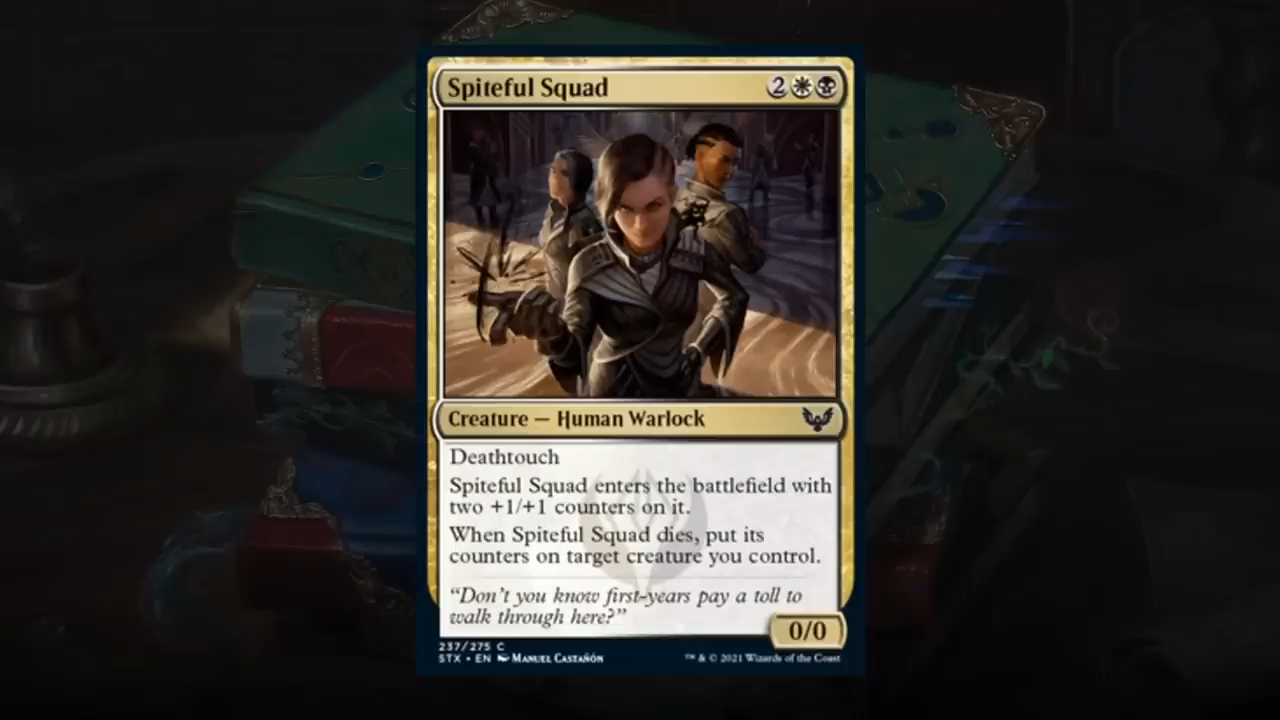 Spiteful Squad 2
Creature — Human Warlock
Deathtouch
Spiteful Squad enters the battlefield with
two +1/+1 counters on it.
When Spiteful Squad dies, put its
counters on target creature you control.
“Don’t you know first-years pay a toll to
walk through here?”
0/0
237/275 C
STX • EN MANUEL CASTAÑÓN
™ & © 2021 Wizards of the Coast